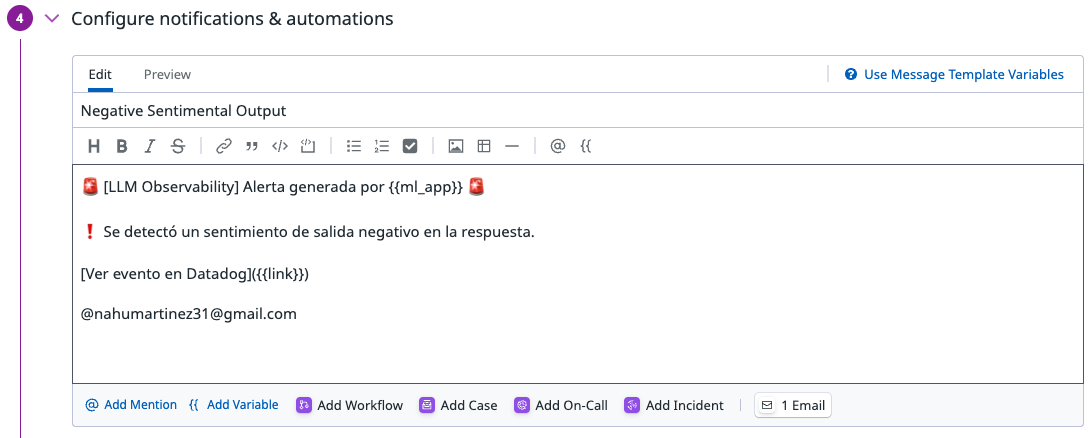 4 Configure notifications & automations
Edit Preview Use Message Template Variables
Negative Sentimental Output
🚨 [LLM Observability] Alerta generada por {{ml_app}} 🚨
❗ Se detectó un sentimiento de salida negativo en la respuesta.
[Ver evento en Datadog]({{link}})
@nahumartinez31@gmail.com
@ Add Mention {{ Add Variable Add Workflow Add Case Add On-Call Add Incident 1 Email